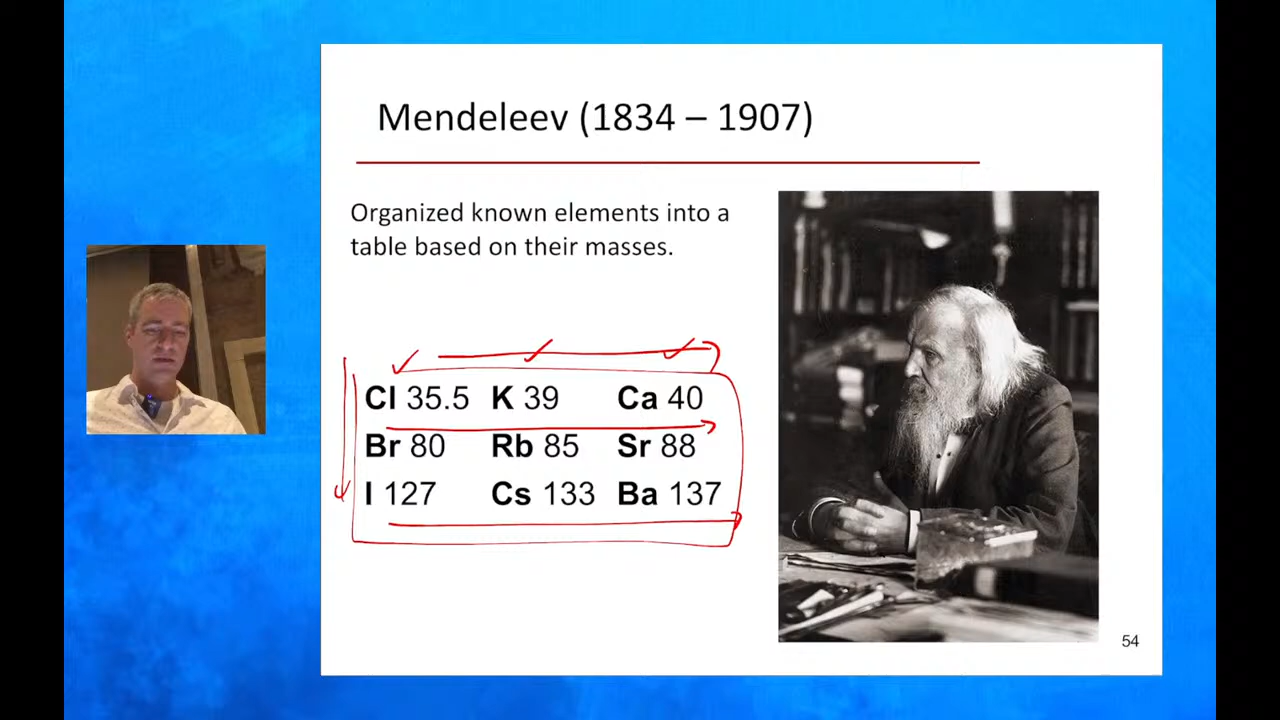 Mendeleev (1834 – 1907)
Organized known elements into a
table based on their masses.
Cl 35.5 K 39 Ca 40
Br 80 Rb 85 Sr 88
I 127 Cs 133 Ba 137
54